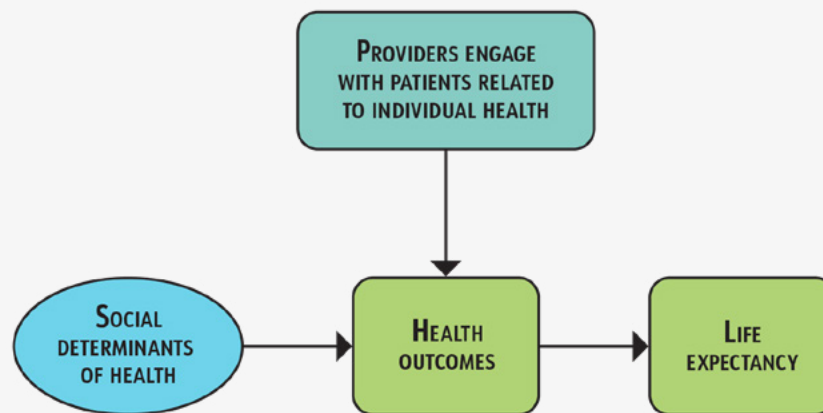 PROVIDERS ENGAGE
WITH PATIENTS RELATED
TO INDIVIDUAL HEALTH
SOCIAL
DETERMINANTS
OF HEALTH
HEALTH
OUTCOMES
LIFE
EXPECTANCY